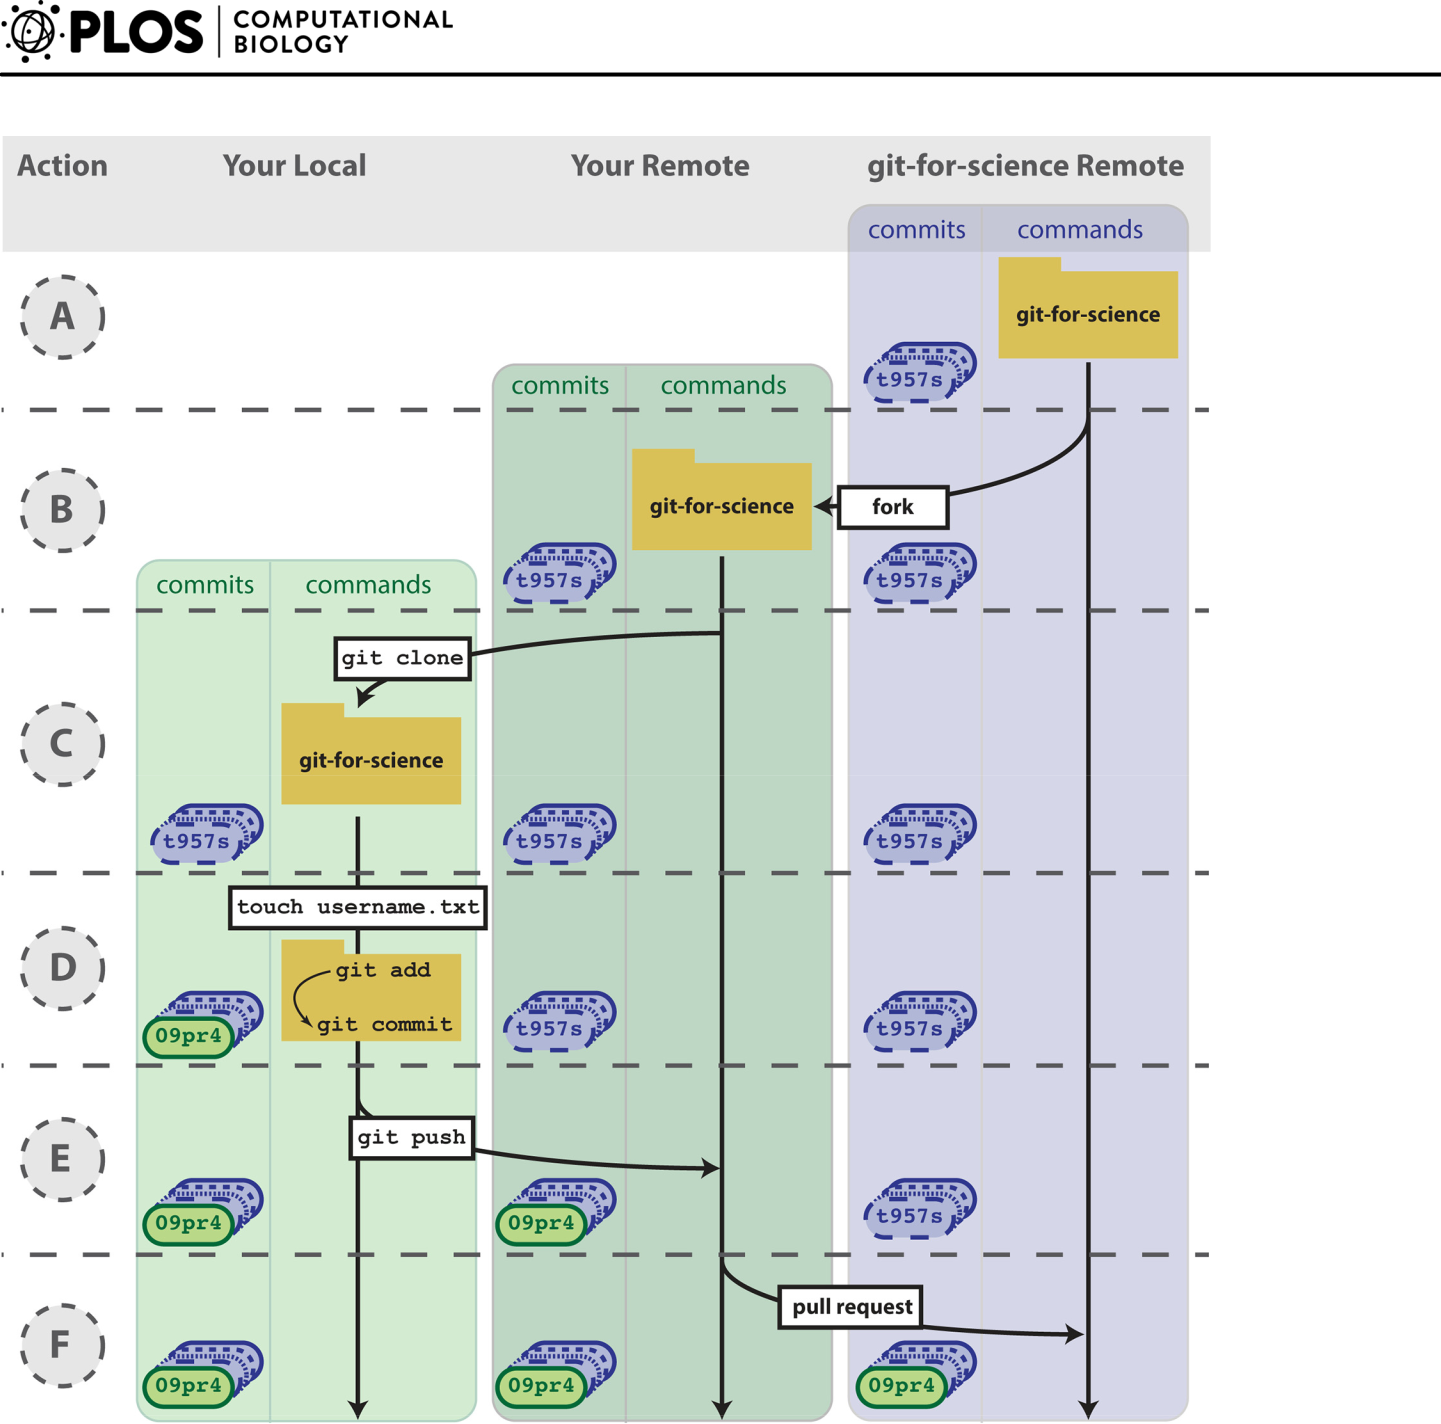 PLOS
COMPUTATIONAL
BIOLOGY
Action
Your Local
Your Remote
git-for-science Remote
commits
commands
A
git-for-science
t957s
commits
commands
B
git-for-science
fork
t957s
t957s
commits
commands
C
git clone
git-for-science
t957s
t957s
t957s
touch username.txt
D
git add
git commit
09pr4
t957s
t957s
E
git push
09pr4
09pr4
t957s
F
pull request
09pr4
09pr4
09pr4